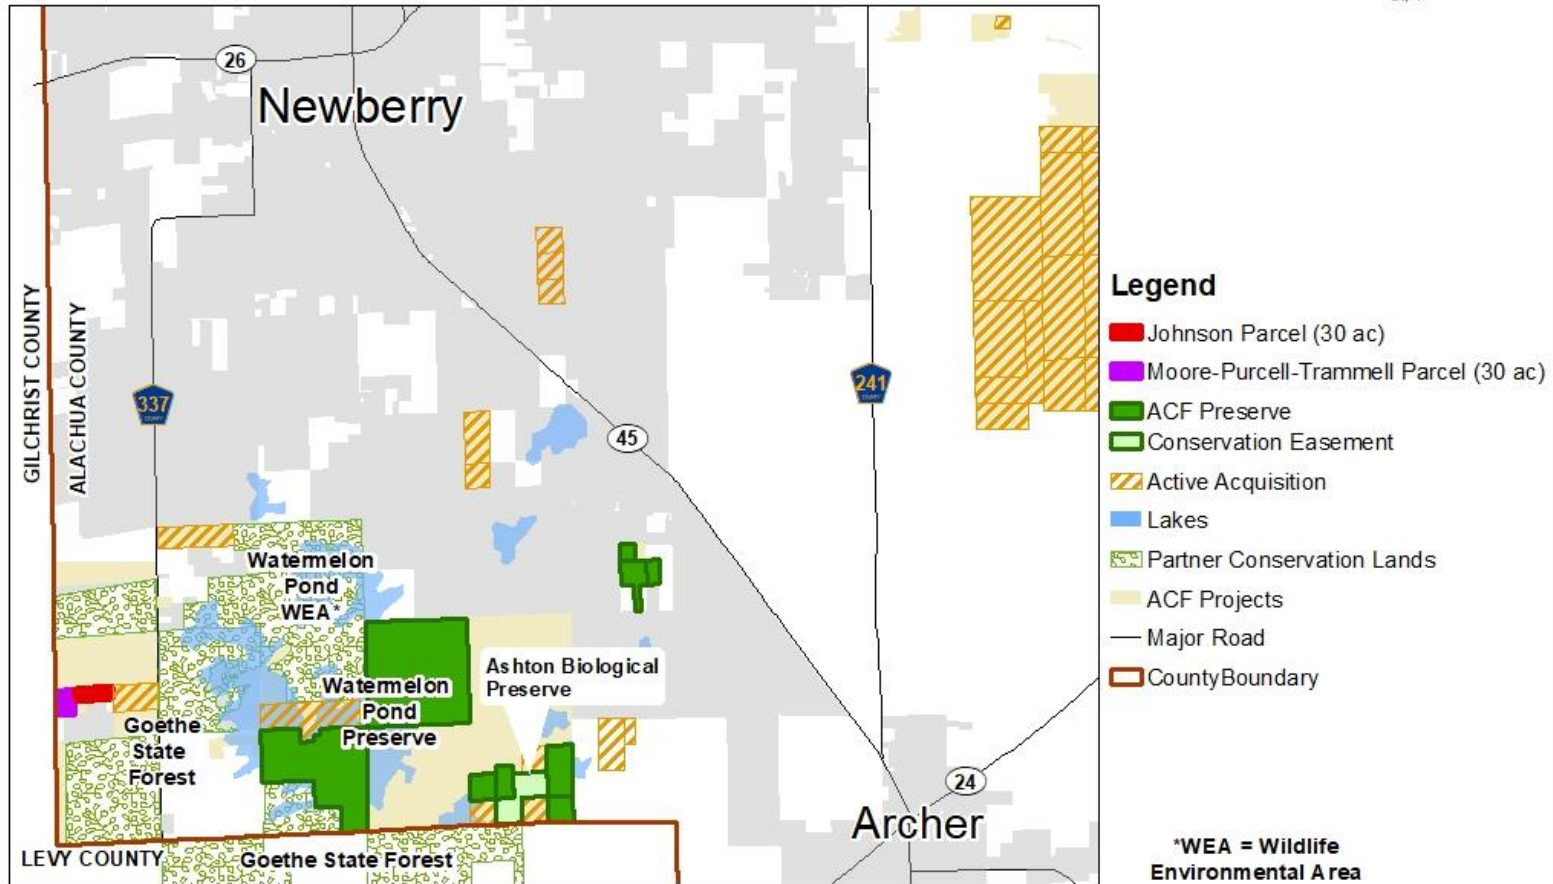 26
Newberry
GILCHRIST COUNTY
ALACHUA COUNTY
337
COUNTY
241
COUNTY
45
Watermelon
Pond
WEA*
Ashton Biological
Preserve
Watermelon
Pond
Preserve
Goethe
State
Forest
24
Archer
LEVY COUNTY
Goethe State Forest
Legend
Johnson Parcel (30 ac)
Moore-Purcell-Trammell Parcel (30 ac)
ACF Preserve
Conservation Easement
Active Acquisition
Lakes
Partner Conservation Lands
ACF Projects
Major Road
CountyBoundary
*WEA = Wildlife
Environmental Area